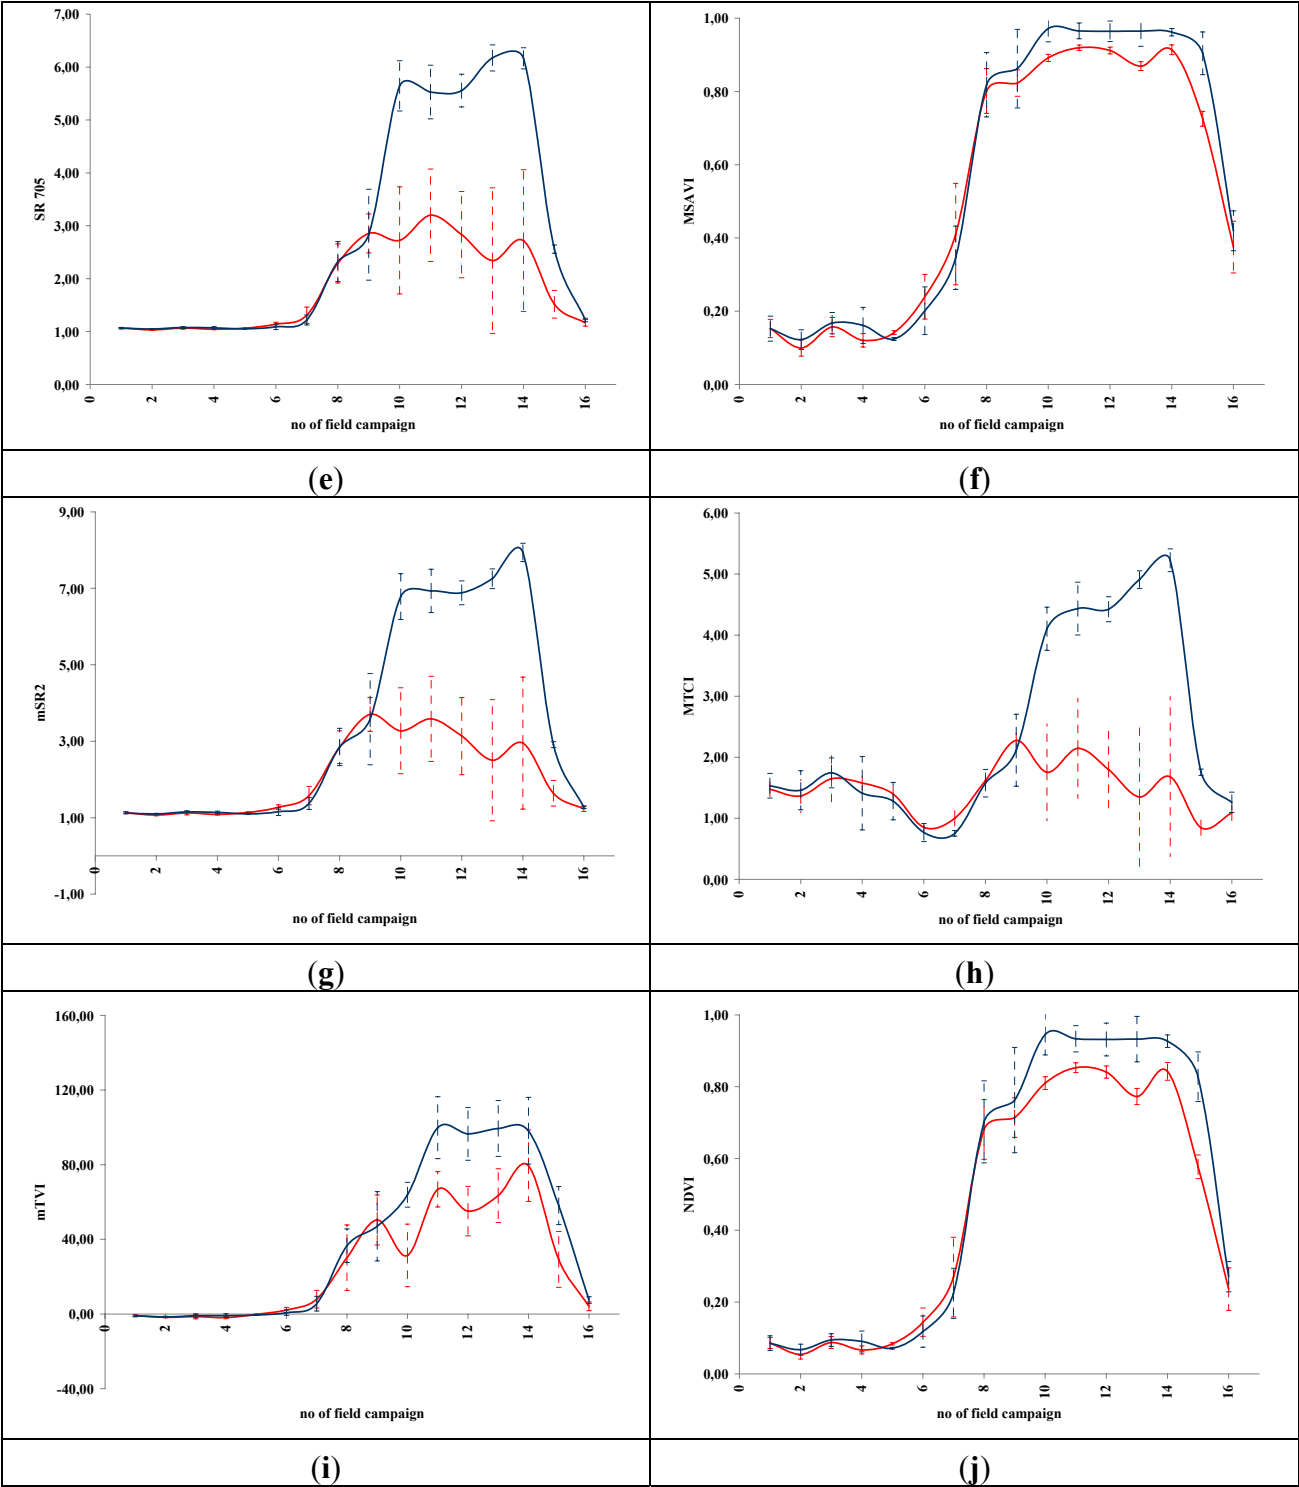 7,00
6,00
5,00
4,00
3,00
2,00
1,00
0,00
SR 705
0 2 4 6 8 10 12 14 16
no of field campaign
1,00
0,80
0,60
0,40
0,20
0,00
MSAVI
0 2 4 6 8 10 12 14 16
no of field campaign
(e)
(f)
9,00
7,00
5,00
3,00
1,00
-1,00
mSR2
0 2 4 6 8 10 12 14 16
no of field campaign
6,00
5,00
4,00
3,00
2,00
1,00
0,00
MTCI
0 2 4 6 8 10 12 14 16
no of field campaign
(g)
(h)
160,00
120,00
80,00
40,00
0,00
-40,00
mTVI
0 2 4 6 8 10 12 14 16
no of field campaign
1,00
0,80
0,60
0,40
0,20
0,00
NDVI
0 2 4 6 8 10 12 14 16
no of field campaign
(i)
(j)